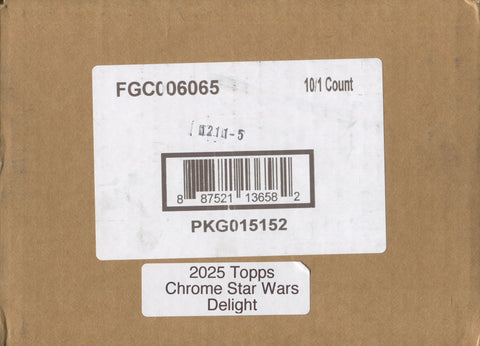 FGC006065
10/1 Count
8 87521 13658 2
PKG015152
2025 Topps
Chrome Star Wars
Delight